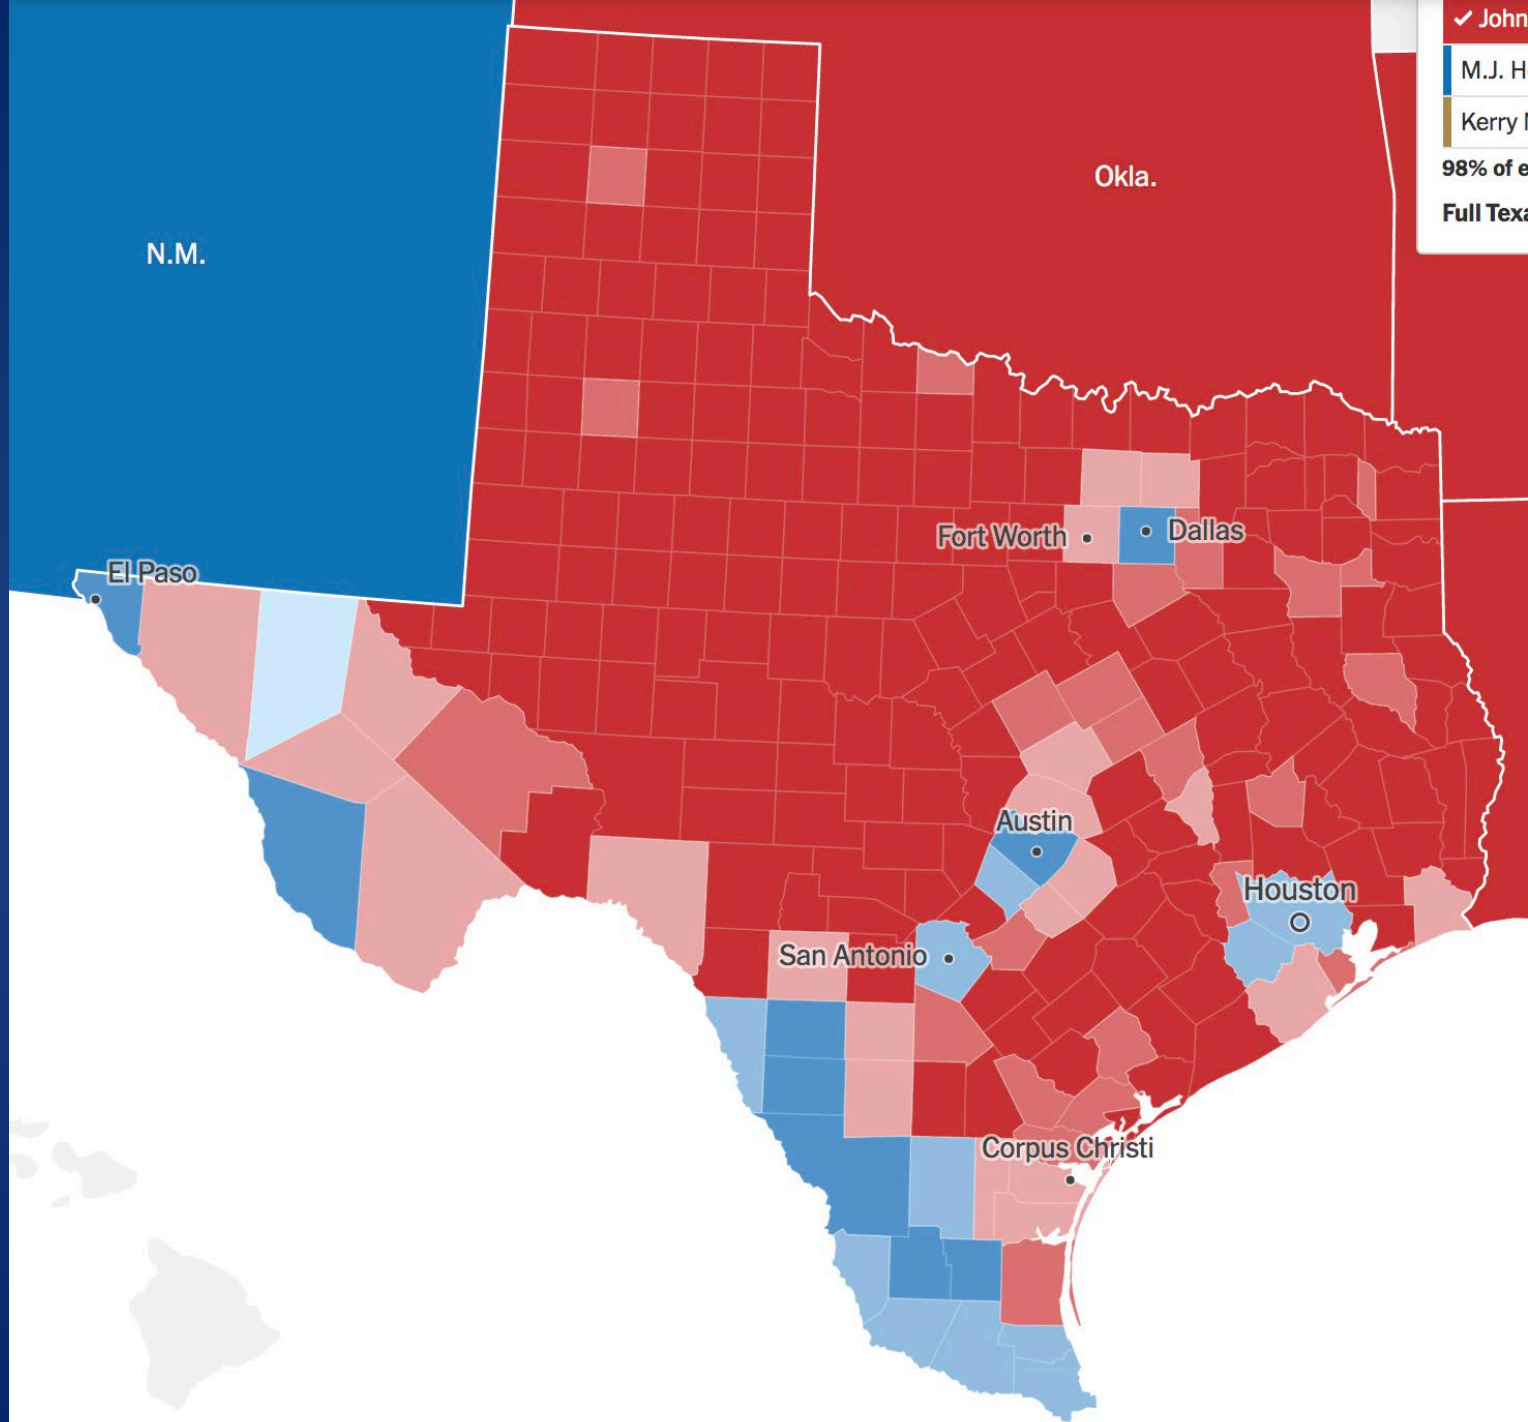 ✓ John
M.J. H
Kerry
98% of e
Full Texa
Okla.
N.M.
Fort Worth
Dallas
El Paso
Austin
Houston
San Antonio
Corpus Christi